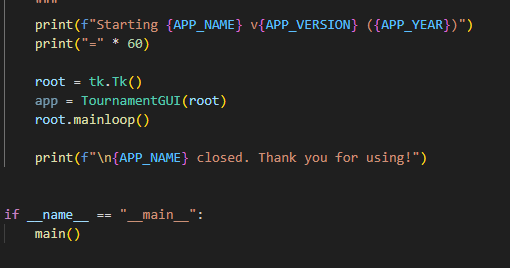 """
print(f"Starting {APP_NAME} v{APP_VERSION} ({APP_YEAR})")
print("=" * 60)
root = tk.Tk()
app = TournamentGUI(root)
root.mainloop()
print(f"\n{APP_NAME} closed. Thank you for using!")
if __name__ == "__main__":
main()